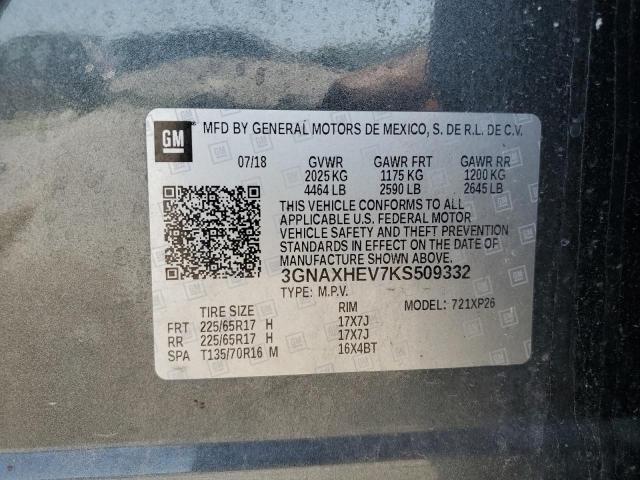 GM MFD BY GENERAL MOTORS DE MEXICO, S. DE R.L. DE C.V.
07/18 GVWR GAWR FRT GAWR RR
2025 KG 1175 KG 1200 KG
4464 LB 2590 LB 2645 LB
THIS VEHICLE CONFORMS TO ALL
APPLICABLE U.S. FEDERAL MOTOR
VEHICLE SAFETY AND THEFT PREVENTION
STANDARDS IN EFFECT ON THE DATE OF
MANUFACTURE SHOWN ABOVE.
3GNAXHEV7KS509332
TYPE: M.P.V. MODEL: 721XP26
TIRE SIZE RIM
FRT 225/65R17 H 17X7J
RR 225/65R17 H 17X7J
SPA T135/70R16 M 16X4BT